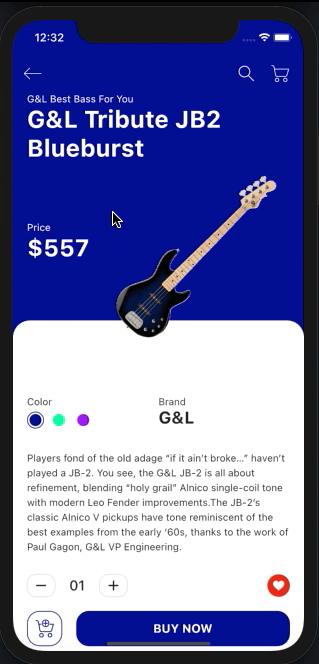 12:32
G&L Best Bass For You
G&L Tribute JB2
Blueburst
Price
$557
Color
Brand
G&L
Players fond of the old adage “if it ain’t broke...” haven’t
played a JB-2. You see, the G&L JB-2 is all about
refinement, blending “holy grail” Alnico single-coil tone
with modern Leo Fender improvements.The JB-2’s
classic Alnico V pickups have tone reminiscent of the
best examples from the early ‘60s, thanks to the work of
Paul Gagon, G&L VP Engineering.
01
BUY NOW